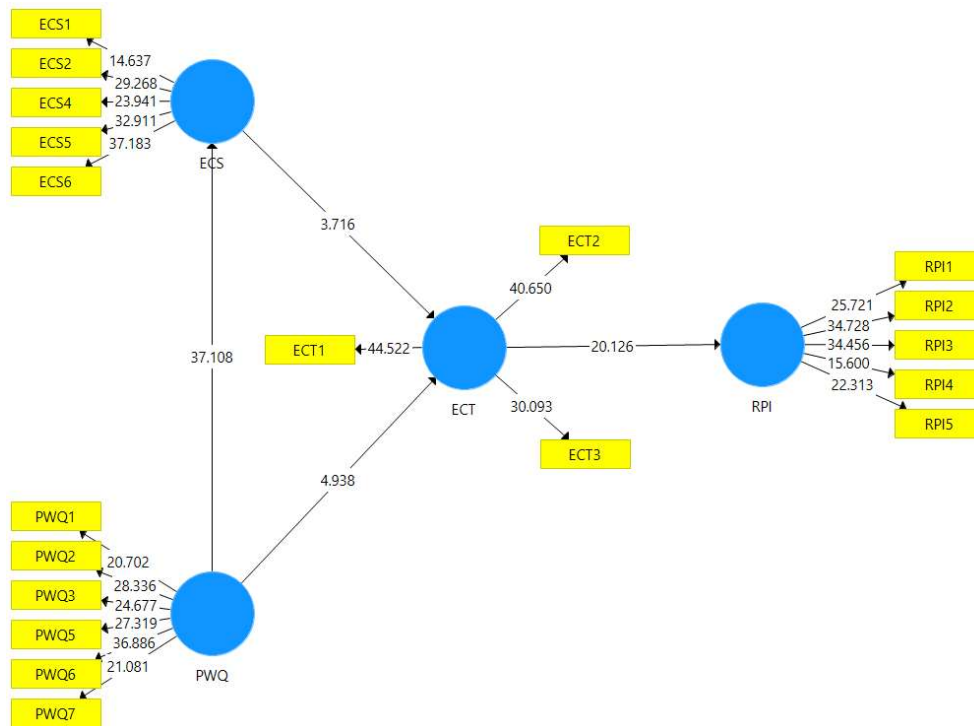 ECS1
ECS2
ECS4
ECS5
ECS6
14.637
29.268
23.941
32.911
37.183
ECS
3.716
37.108
4.938
ECT1
44.522
ECT2
40.650
ECT
30.093
ECT3
20.126
RPI
25.721
34.728
34.456
15.600
22.313
RPI1
RPI2
RPI3
RPI4
RPI5
PWQ1
PWQ2
PWQ3
PWQ5
PWQ6
PWQ7
20.702
28.336
24.677
27.319
36.886
21.081
PWQ